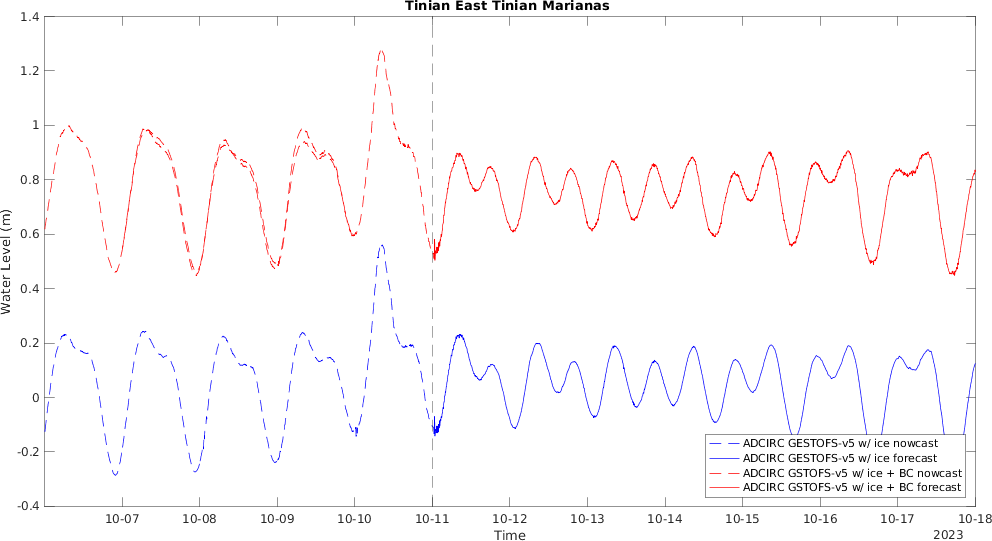 Tinian East Tinian Marianas
1.4
1.2
1
0.8
0.6
0.4
0.2
0
-0.2
-0.4
Water Level (m)
ADCIRC GESTOFS-v5 w/ ice nowcast
ADCIRC GESTOFS-v5 w/ ice forecast
ADCIRC GSTOFS-v5 w/ ice + BC nowcast
ADCIRC GSTOFS-v5 w/ ice + BC forecast
10-07 10-08 10-09 10-10 10-11 10-12 10-13 10-14 10-15 10-16 10-17 10-18
Time
2023